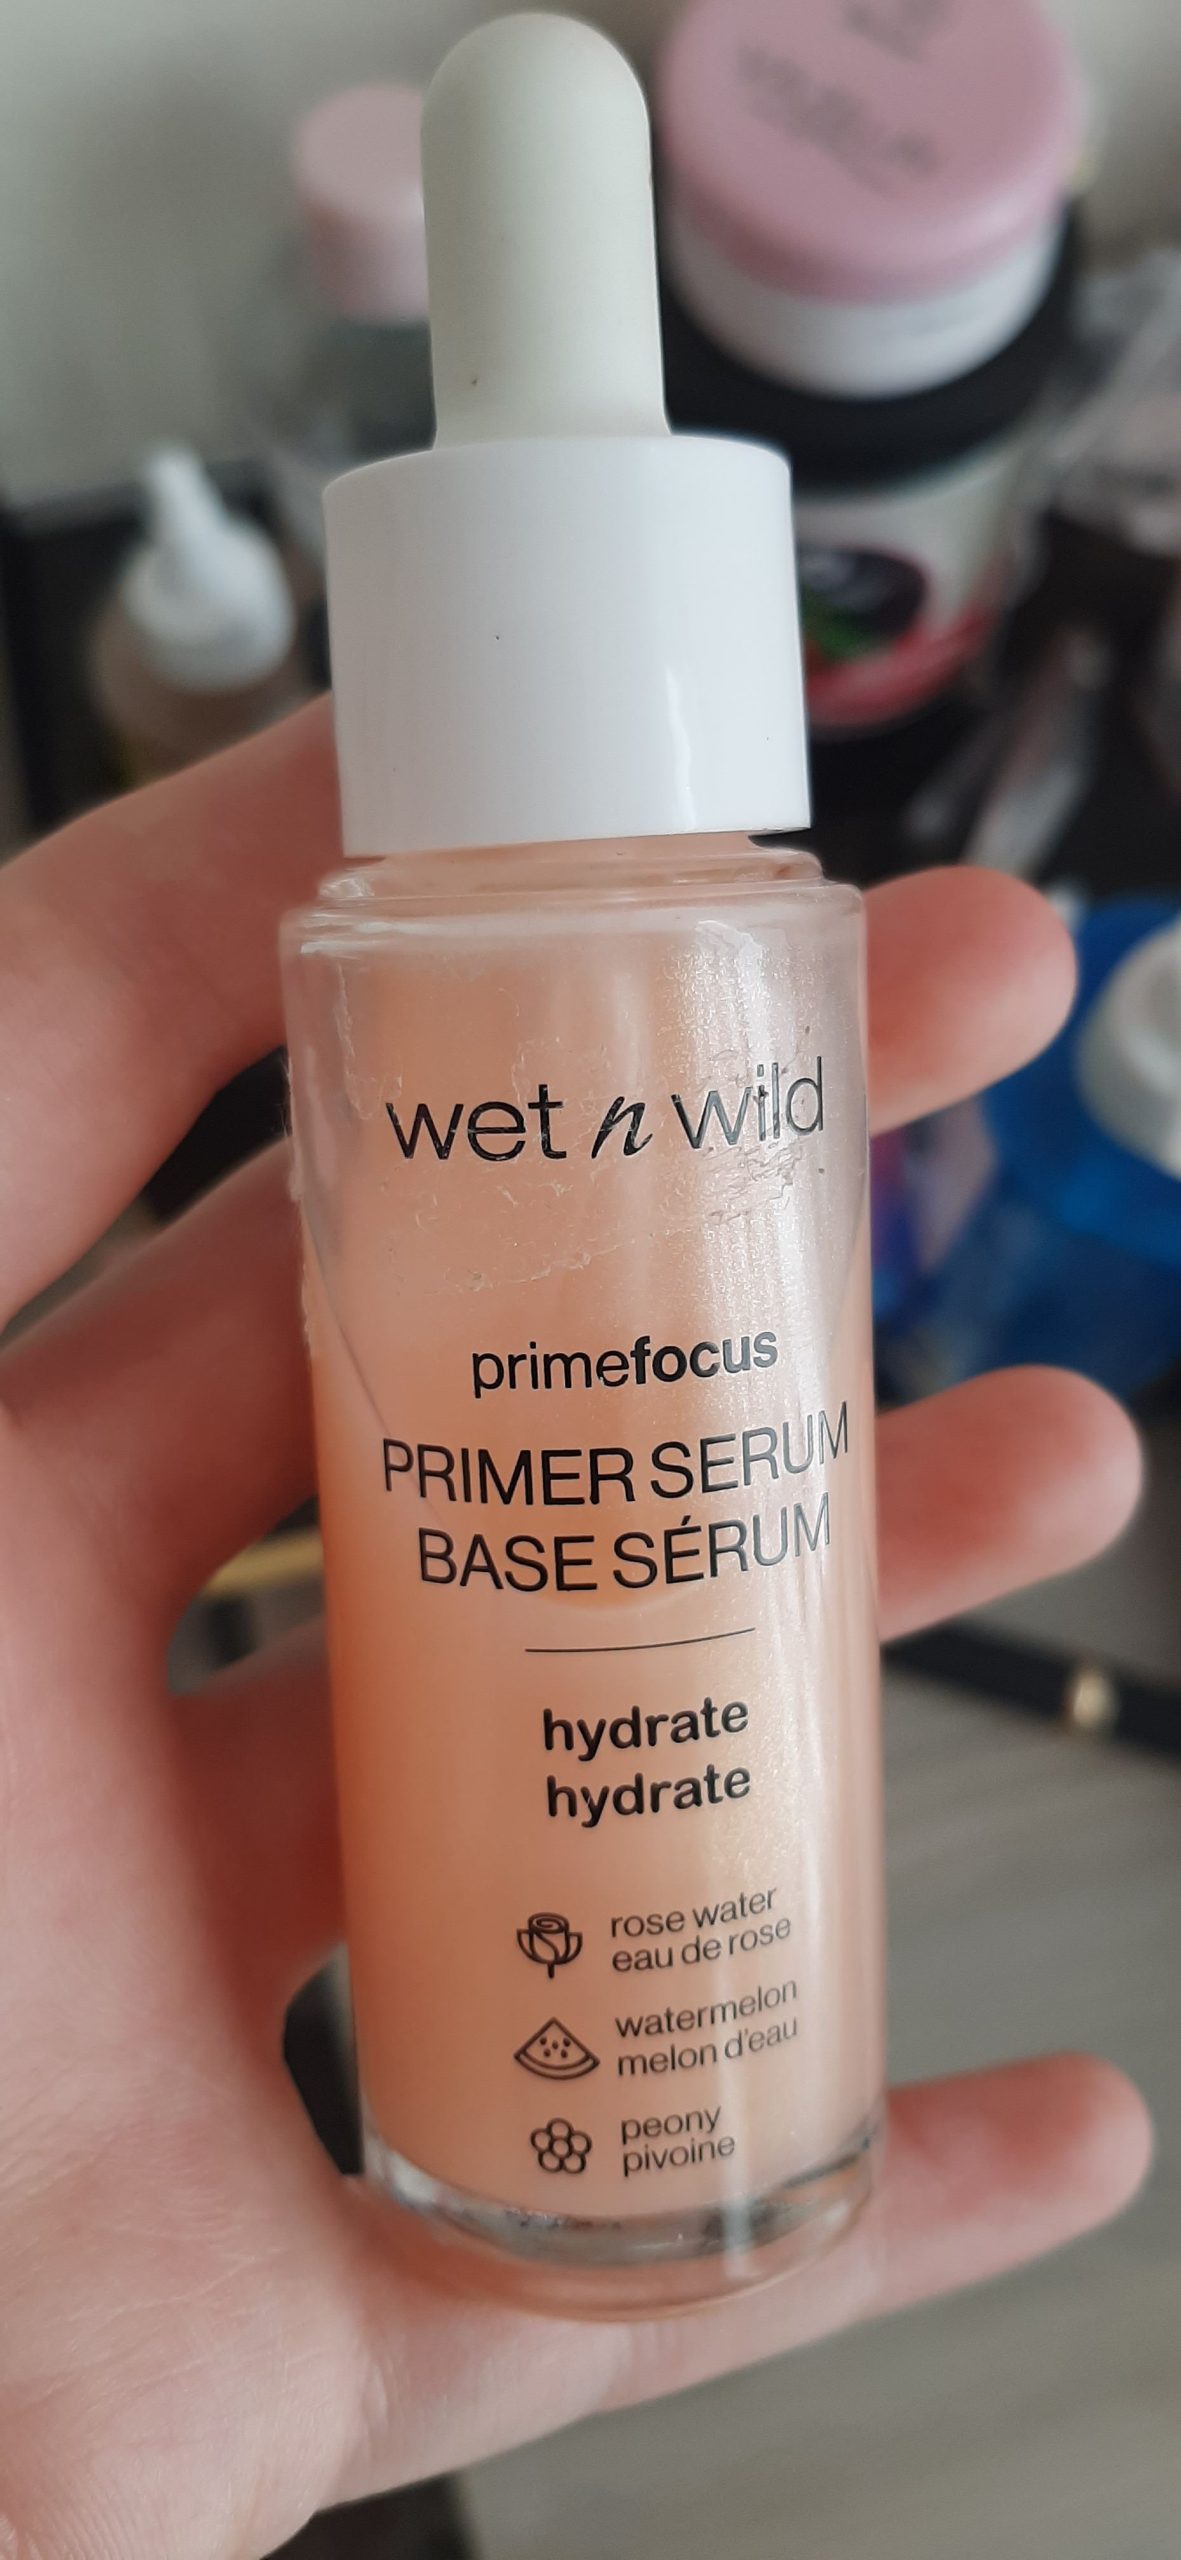 wet n wild
primefocus
PRIMER SERUM
BASE SÉRUM
hydrate
hydrate
rose water
eau de rose
watermelon
melon d'eau
peony
pivoine